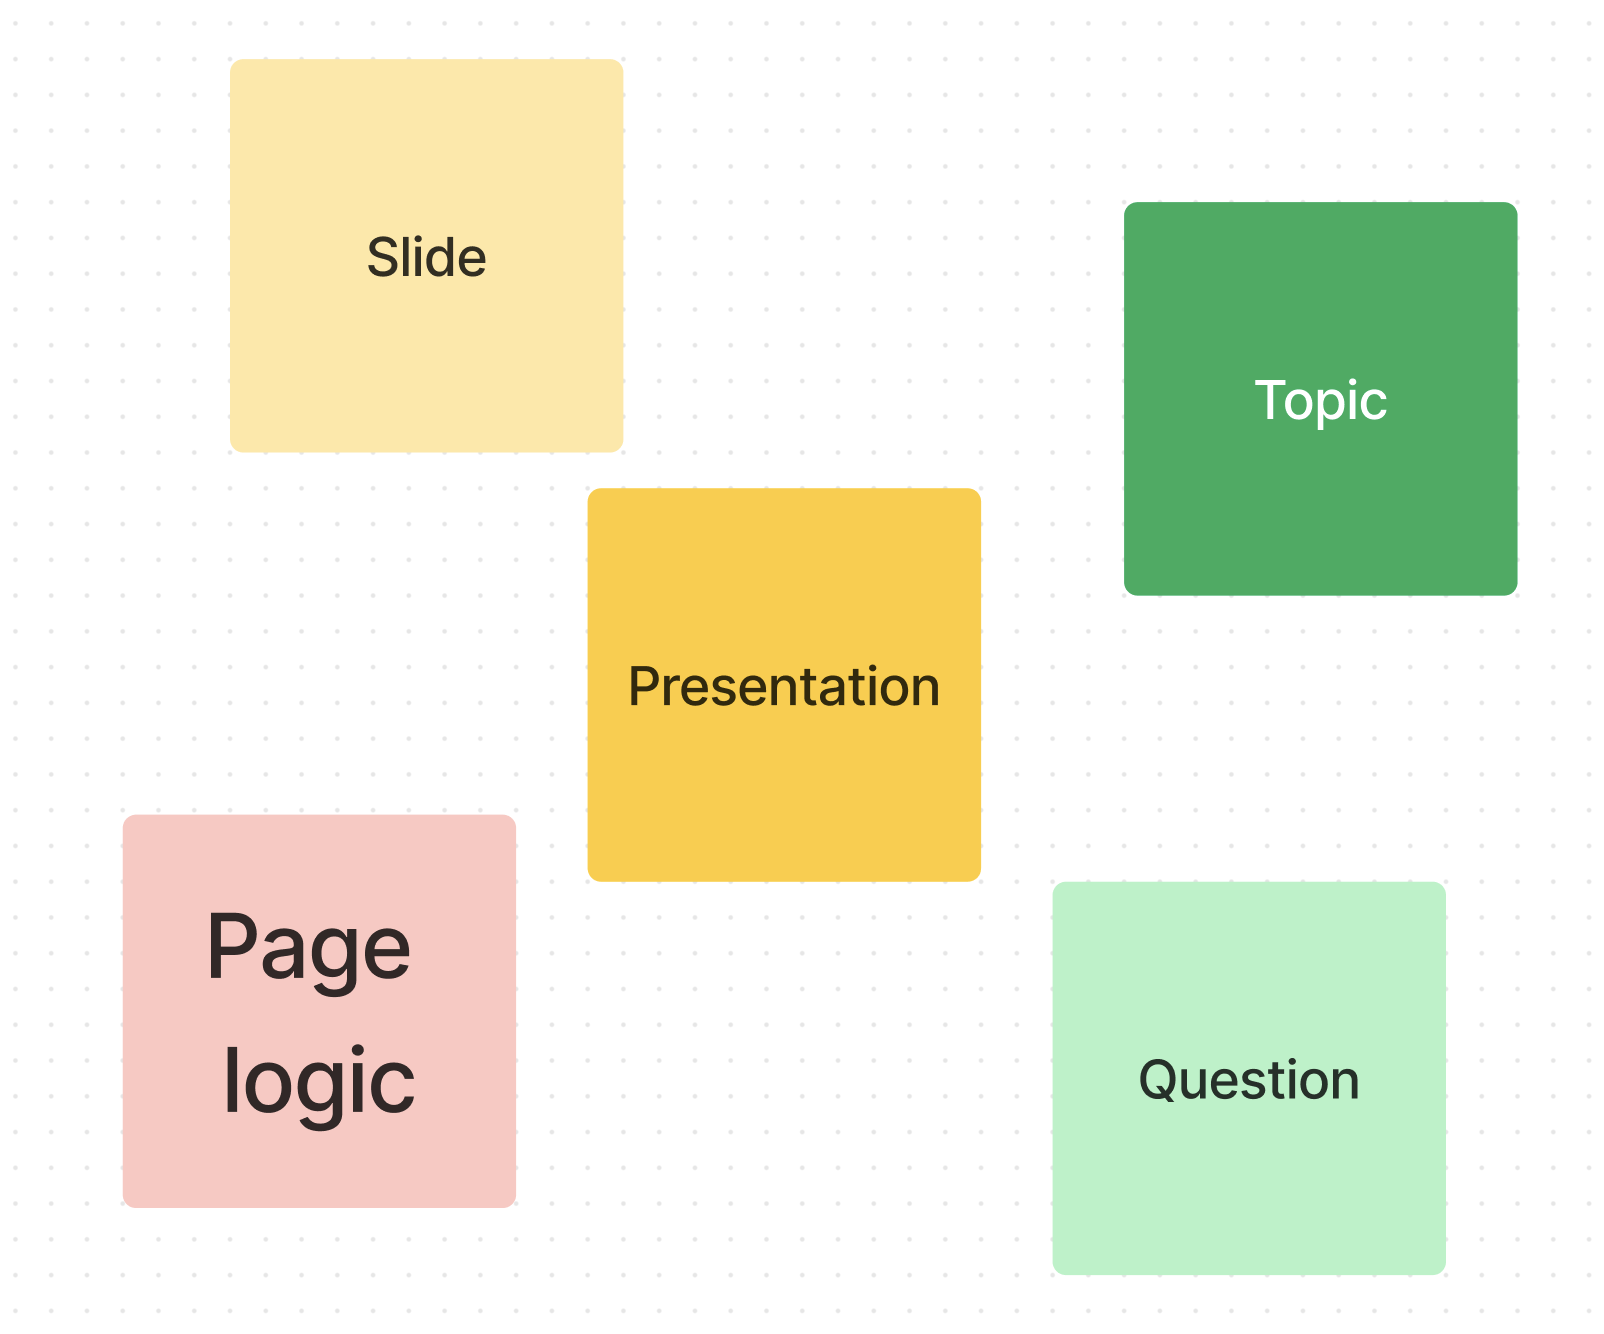 Slide
Topic
Presentation
Page
logic
Question